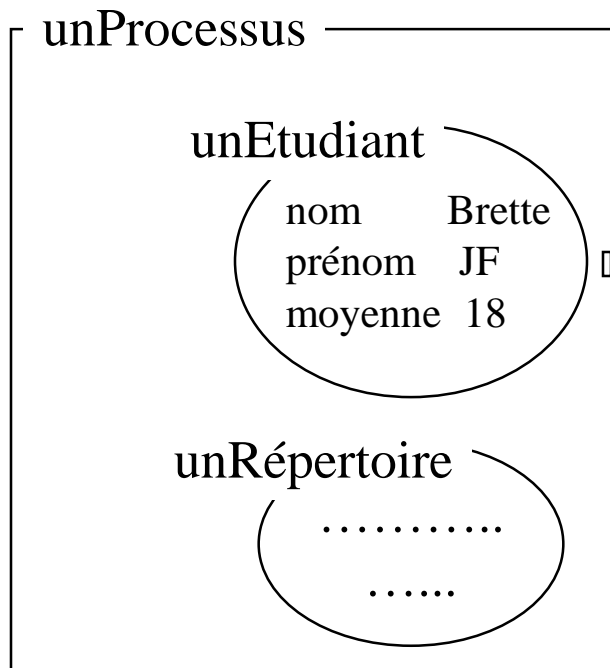 unProcessus
unEtudiant
nom Brette
prénom JF
moyenne 18
unRépertoire
………..
…...